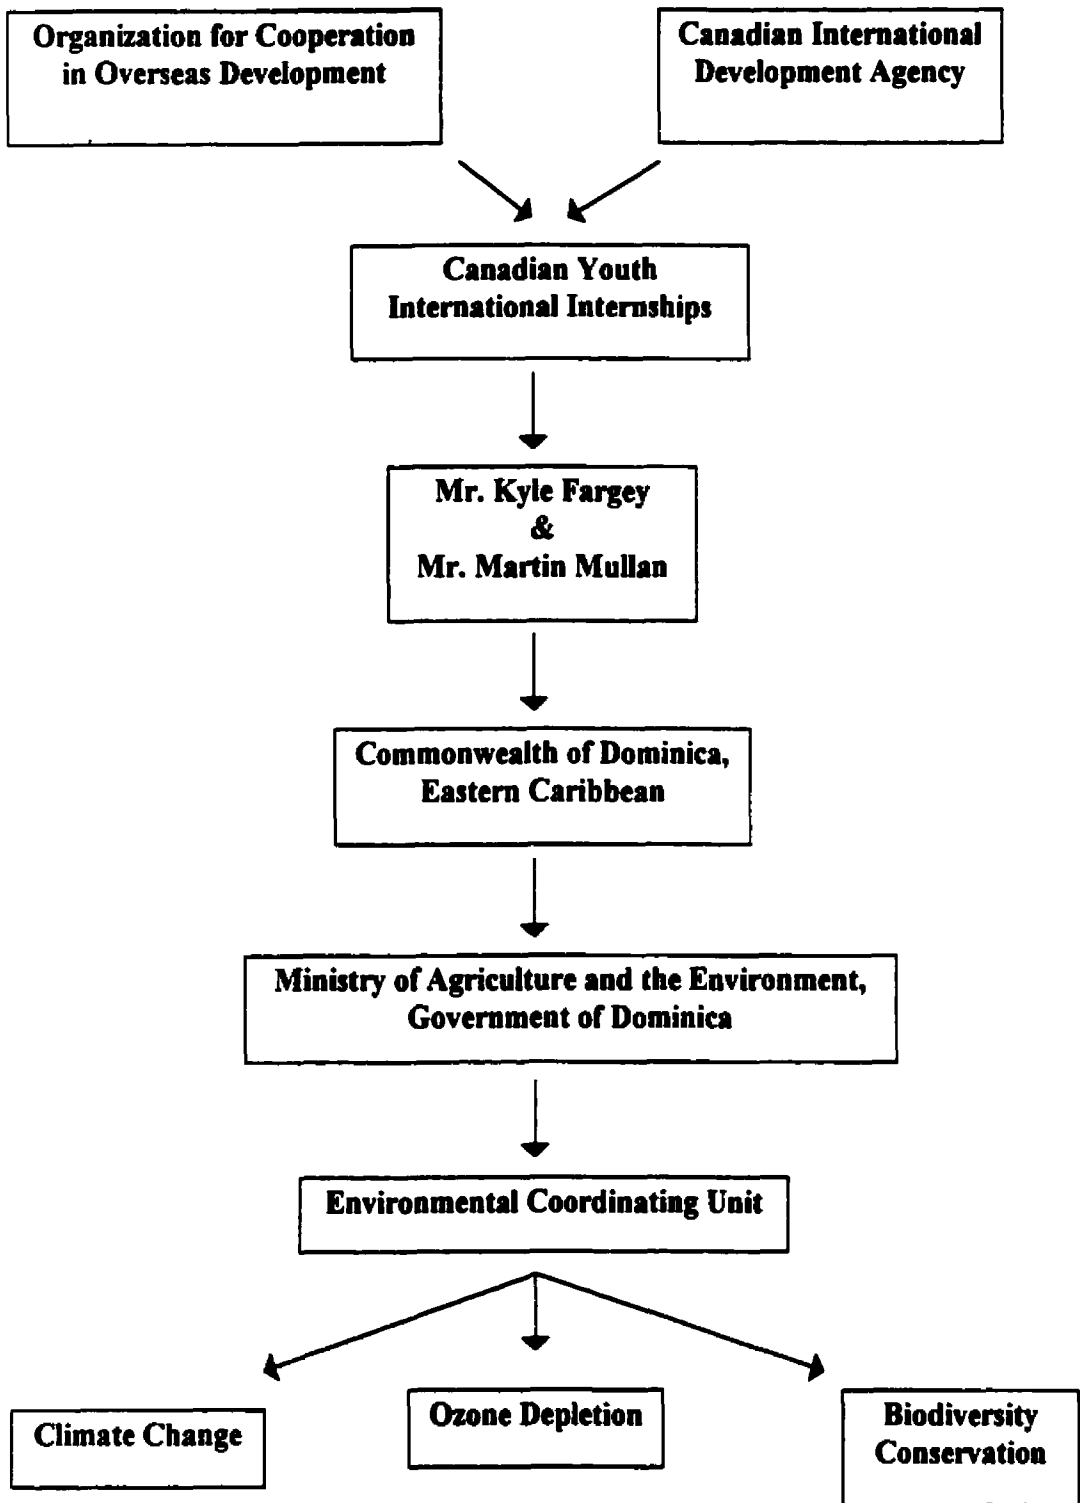 Organization for Cooperation
in Overseas Development
Canadian International
Development Agency
Canadian Youth
International Internships
Mr. Kyle Fargey
&
Mr. Martin Mullan
Commonwealth of Dominica,
Eastern Caribbean
Ministry of Agriculture and the Environment,
Government of Dominica
Environmental Coordinating Unit
Climate Change
Ozone Depletion
Biodiversity
Conservation